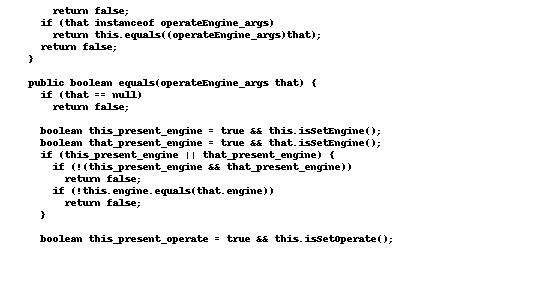 return false;
if (that instanceof operateEngine_args)
return this.equals((operateEngine_args)that);
return false;
}
public boolean equals(operateEngine_args that) {
if (that == null)
return false;
boolean this_present_engine = true && this.isSetEngine();
boolean that_present_engine = true && that.isSetEngine();
if (this_present_engine || that_present_engine) {
if (!(this_present_engine && that_present_engine))
return false;
if (!this.engine.equals(that.engine))
return false;
}
boolean this_present_operate = true && this.isSetOperate();